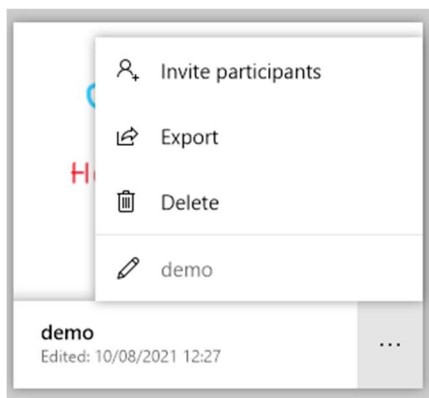 Invite participants
Export
Delete
demo
demo
Edited: 10/08/2021 12:27